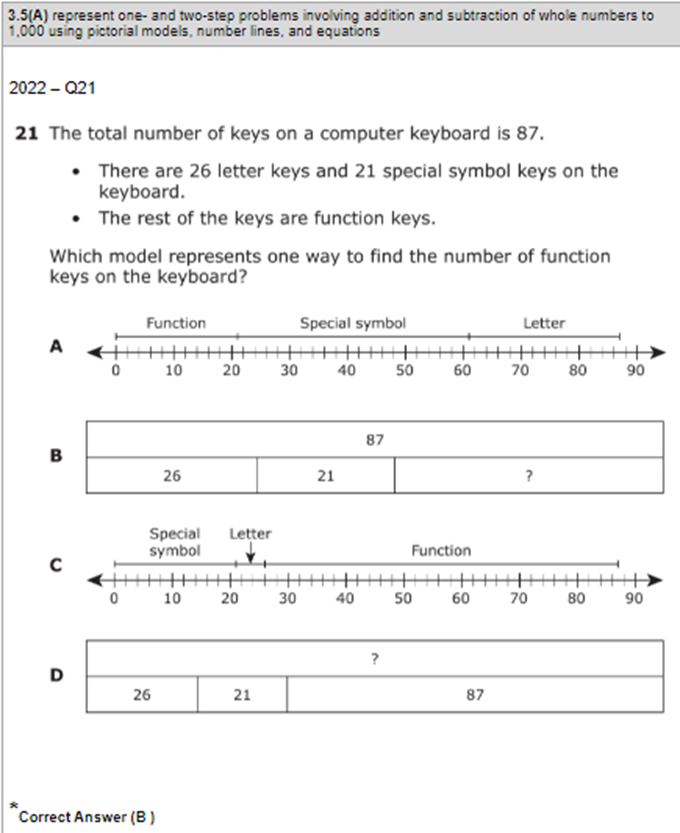 3.5(A) represent one- and two-step problems involving addition and subtraction of whole numbers to
1,000 using pictorial models, number lines, and equations
2022 – Q21
21 The total number of keys on a computer keyboard is 87.
• There are 26 letter keys and 21 special symbol keys on the
keyboard.
• The rest of the keys are function keys.
Which model represents one way to find the number of function
keys on the keyboard?
Function Special symbol Letter
A
0 10 20 30 40 50 60 70 80 90
87
B
26 21 ?
Special Letter
symbol Function
C
0 10 20 30 40 50 60 70 80 90
?
D
26 21 87
*Correct Answer (B )